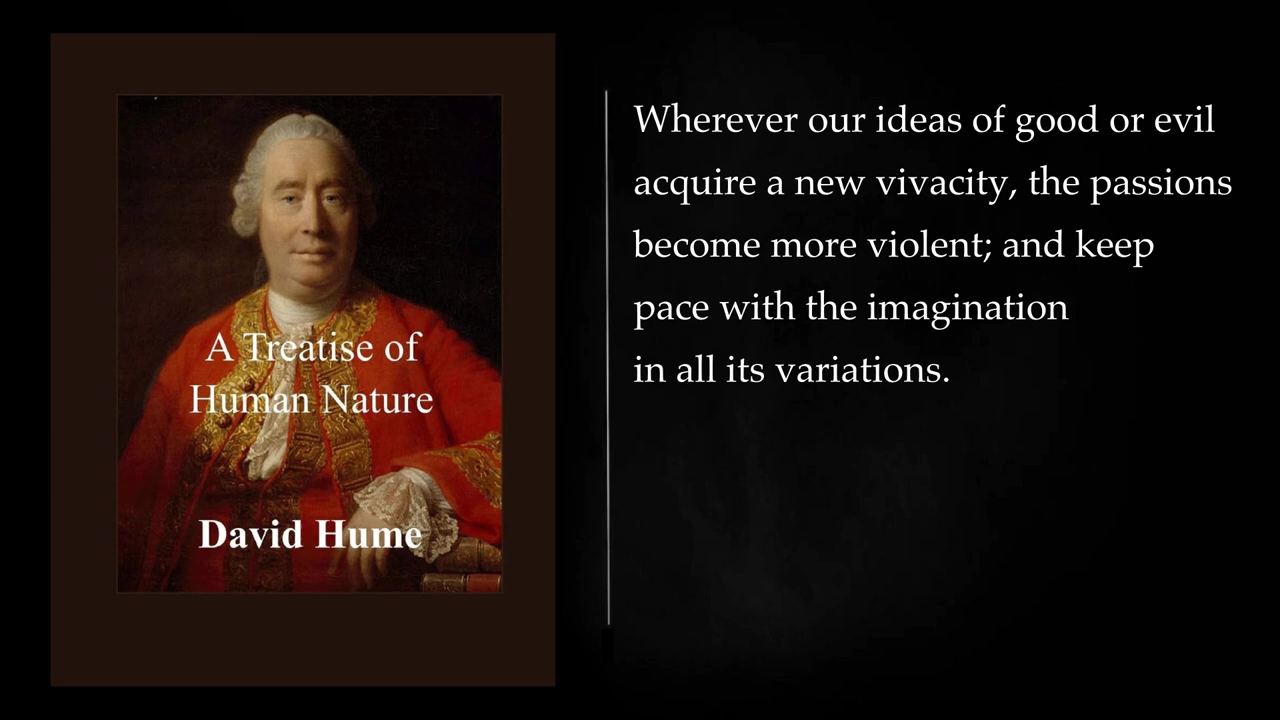 A Treatise of
Human Nature
David Hume
Wherever our ideas of good or evil
acquire a new vivacity, the passions
become more violent; and keep
pace with the imagination
in all its variations.